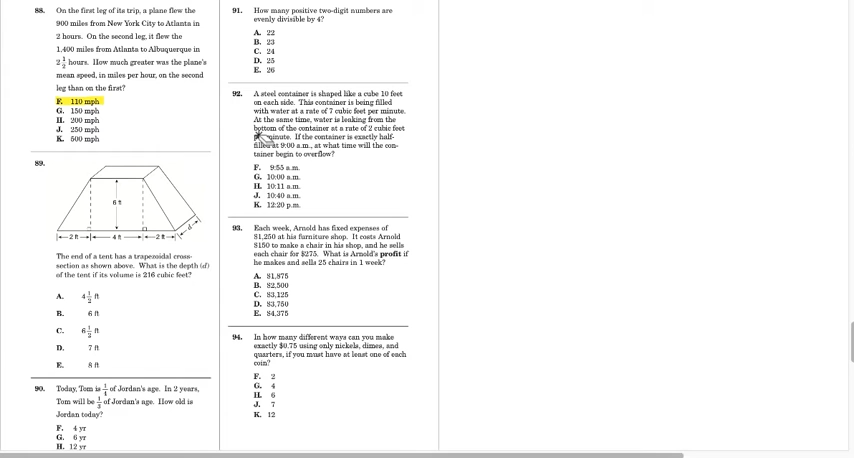 88. On the first leg of its trip, a plane flew the
900 miles from New York City to Atlanta in
2 hours. On the second leg, it flew the
1,400 miles from Atlanta to Albuquerque in
2 1/2 hours. How much greater was the plane's
mean speed, in miles per hour, on the second
leg than on the first?
F. 110 mph
G. 150 mph
H. 200 mph
J. 250 mph
K. 500 mph
89.
6 ft
2 ft 4 ft 2 ft d
The end of a tent has a trapezoidal cross-
section as shown above. What is the depth (d)
of the tent if its volume is 216 cubic feet?
A. 4 1/2 ft
B. 6 ft
C. 6 1/2 ft
D. 7 ft
E. 8 ft
90. Today, Tom is 1/4 of Jordan's age. In 2 years,
Tom will be 1/3 of Jordan's age. How old is
Jordan today?
F. 4 yr
G. 6 yr
H. 12 yr
91. How many positive two-digit numbers are
evenly divisible by 4?
A. 22
B. 23
C. 24
D. 25
E. 26
92. A steel container is shaped like a cube 10 feet
on each side. This container is being filled
with water at a rate of 7 cubic feet per minute.
At the same time, water is leaking from the
bottom of the container at a rate of 2 cubic feet
minute. If the container is exactly half-
filled at 9:00 a.m., at what time will the con-
tainer begin to overflow?
F. 9:55 a.m.
G. 10:00 a.m.
H. 10:11 a.m.
J. 10:40 a.m.
K. 12:20 p.m.
93. Each week, Arnold has fixed expenses of
$1,250 at his furniture shop. It costs Arnold
$150 to make a chair in his shop, and he sells
each chair for $275. What is Arnold's profit if
he makes and sells 25 chairs in 1 week?
A. $1,875
B. $2,500
C. $3,125
D. $3,750
E. $4,375
94. In how many different ways can you make
exactly $0.75 using only nickels, dimes, and
quarters, if you must have at least one of each
coin?
F. 2
G. 4
H. 6
J. 7
K. 12